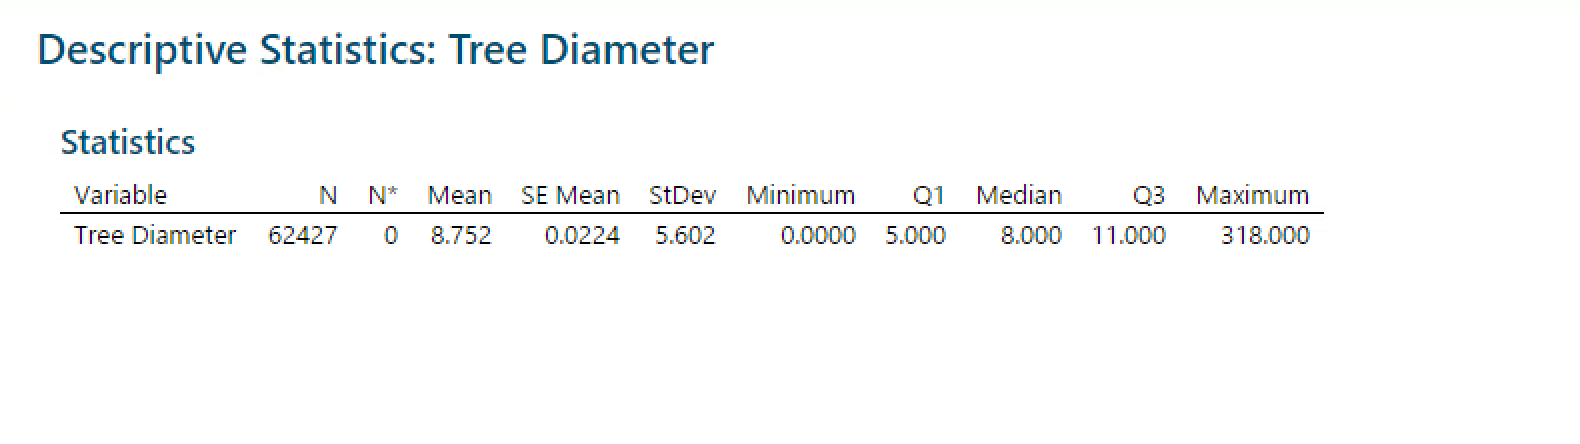 Descriptive Statistics: Tree Diameter
Statistics
Variable N N* Mean SE Mean StDev Minimum Q1 Median Q3 Maximum
Tree Diameter 62427 0 8.752 0.0224 5.602 0.0000 5.000 8.000 11.000 318.000